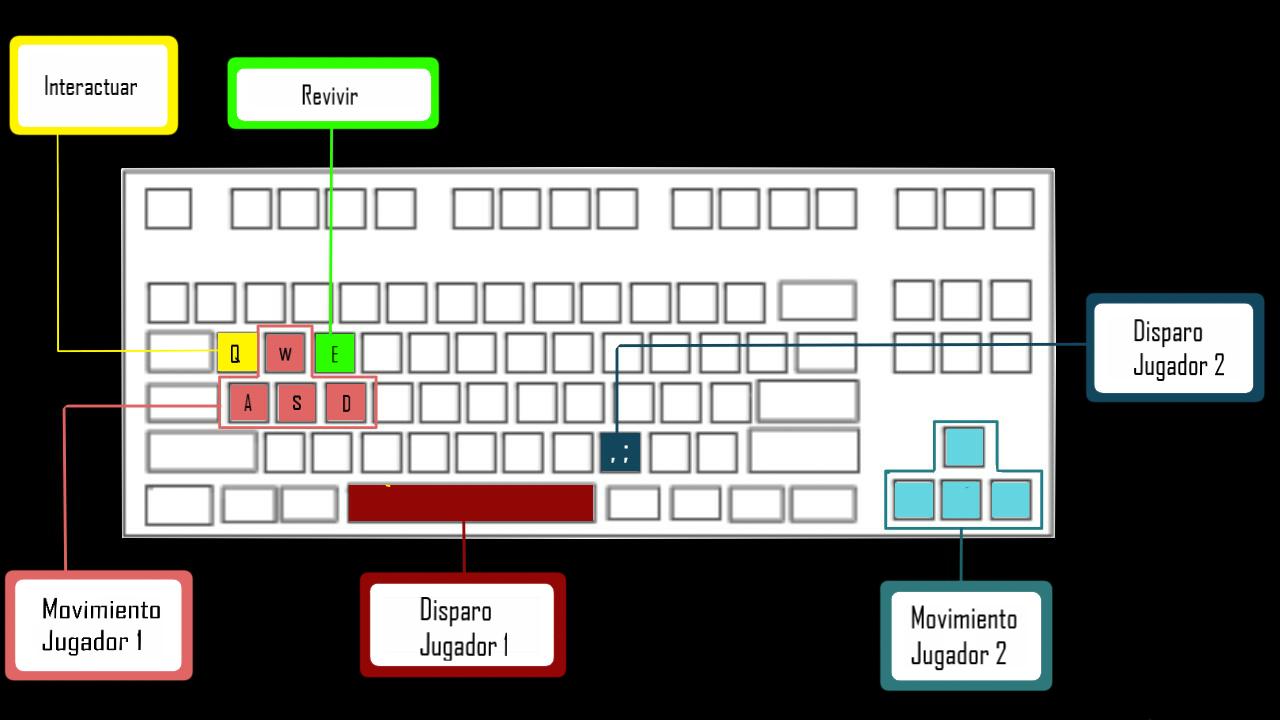 Interactuar
Revivir
Q W E
Disparo
Jugador 2
A S D
, ;
Movimiento
Jugador 1
Disparo
Jugador 1
Movimiento
Jugador 2